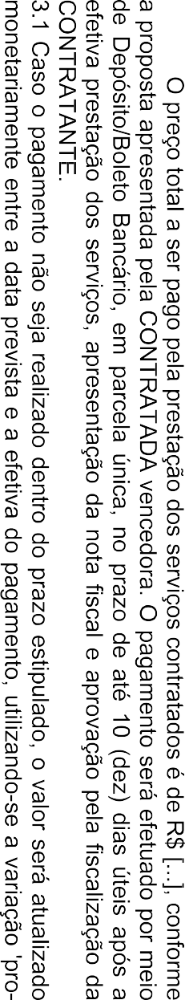 O preço total a ser pago pela prestação dos serviços contratados é de R$ [...], conforme
a proposta apresentada pela CONTRATADA vencedora. O pagamento será efetuado por meio
de Depósito/Boleto Bancário, em parcela única, no prazo de até 10 (dez) dias úteis após a
efetiva prestação dos serviços, apresentação da nota fiscal e aprovação pela fiscalização da
CONTRATANTE.
3.1 Caso o pagamento não seja realizado dentro do prazo estipulado, o valor será atualizado
monetariamente entre a data prevista e a efetiva do pagamento, utilizando-se a variação 'pro-